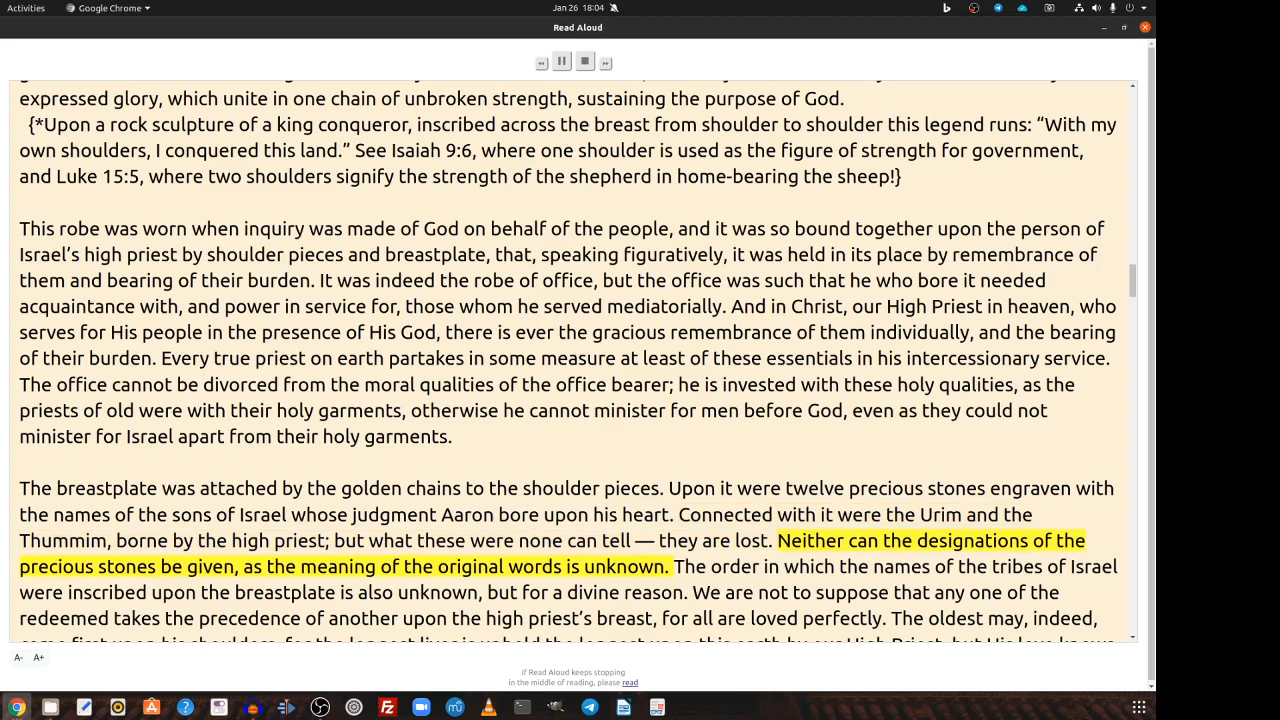 Activities
Google Chrome
Jan 26 18:04
Read Aloud
expressed glory, which unite in one chain of unbroken strength, sustaining the purpose of God.
{*Upon a rock sculpture of a king conqueror, inscribed across the breast from shoulder to shoulder this legend runs: “With my
own shoulders, I conquered this land.” See Isaiah 9:6, where one shoulder is used as the figure of strength for government,
and Luke 15:5, where two shoulders signify the strength of the shepherd in home-bearing the sheep!}
This robe was worn when inquiry was made of God on behalf of the people, and it was so bound together upon the person of
Israel’s high priest by shoulder pieces and breastplate, that, speaking figuratively, it was held in its place by remembrance of
them and bearing of their burden. It was indeed the robe of office, but the office was such that he who bore it needed
acquaintance with, and power in service for, those whom he served mediatorially. And in Christ, our High Priest in heaven, who
serves for His people in the presence of His God, there is ever the gracious remembrance of them individually, and the bearing
of their burden. Every true priest on earth partakes in some measure at least of these essentials in his intercessionary service.
The office cannot be divorced from the moral qualities of the office bearer; he is invested with these holy qualities, as the
priests of old were with their holy garments, otherwise he cannot minister for men before God, even as they could not
minister for Israel apart from their holy garments.
The breastplate was attached by the golden chains to the shoulder pieces. Upon it were twelve precious stones engraven with
the names of the sons of Israel whose judgment Aaron bore upon his heart. Connected with it were the Urim and the
Thummim, borne by the high priest; but what these were none can tell — they are lost. Neither can the designations of the
precious stones be given, as the meaning of the original words is unknown. The order in which the names of the tribes of Israel
were inscribed upon the breastplate is also unknown, but for a divine reason. We are not to suppose that any one of the
redeemed takes the precedence of another upon the high priest’s breast, for all are loved perfectly. The oldest may, indeed,
A- A+
If Read Aloud keeps stopping
in the middle of reading, please read